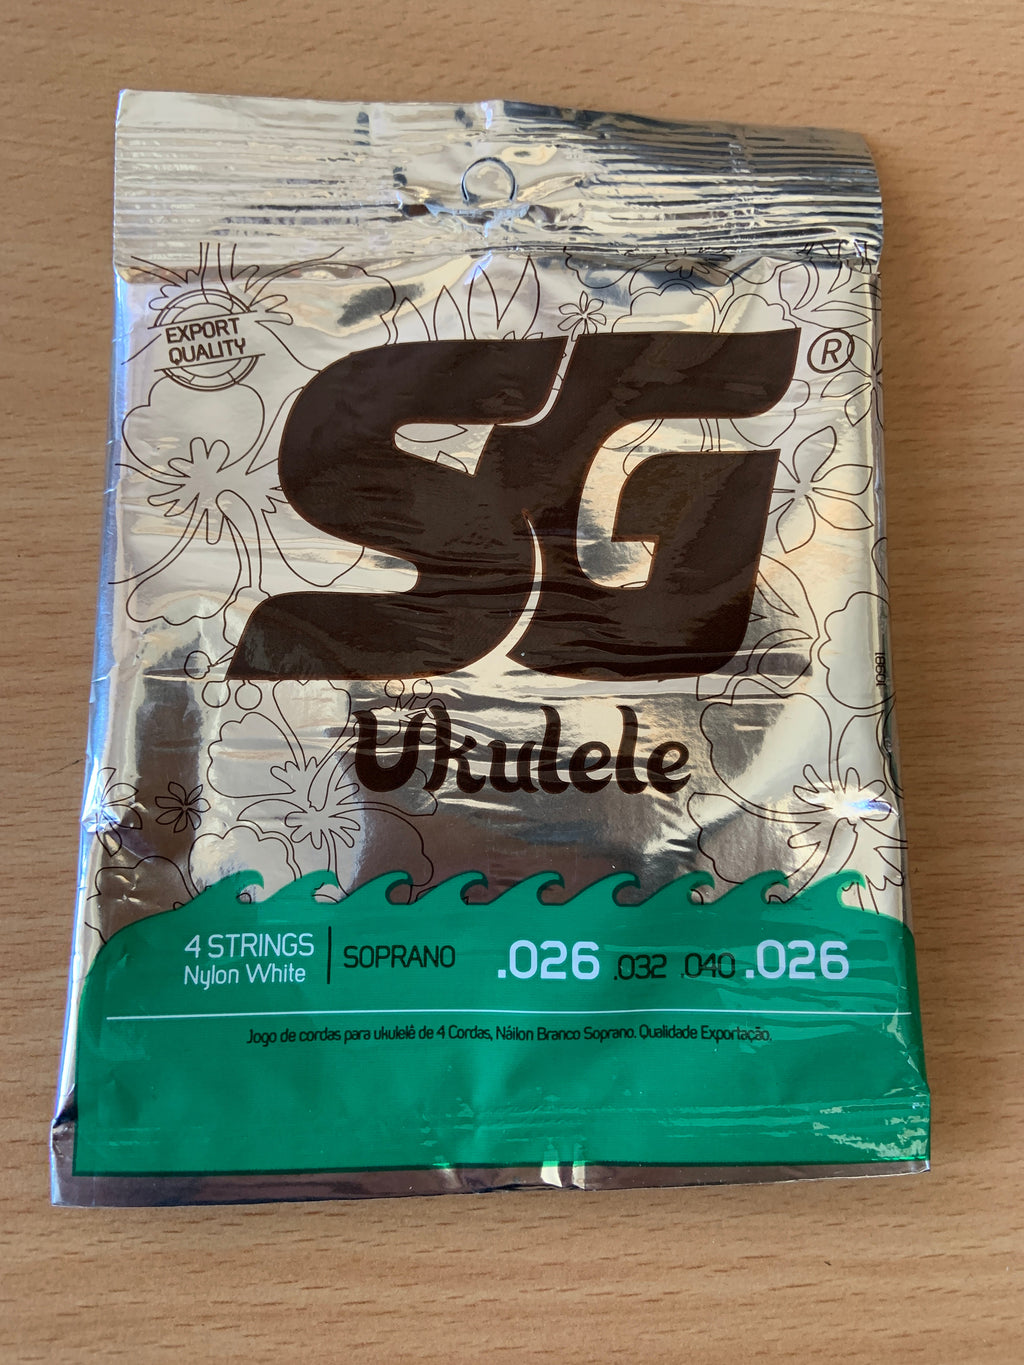 EXPORT
QUALITY
SG
®
Ukulele
4 STRINGS
Nylon White
SOPRANO
.026 .032 .040 .026
Jogo de cordas para ukulelê de 4 Cordas, Náilon Branco Soprano. Qualidade Exportação.